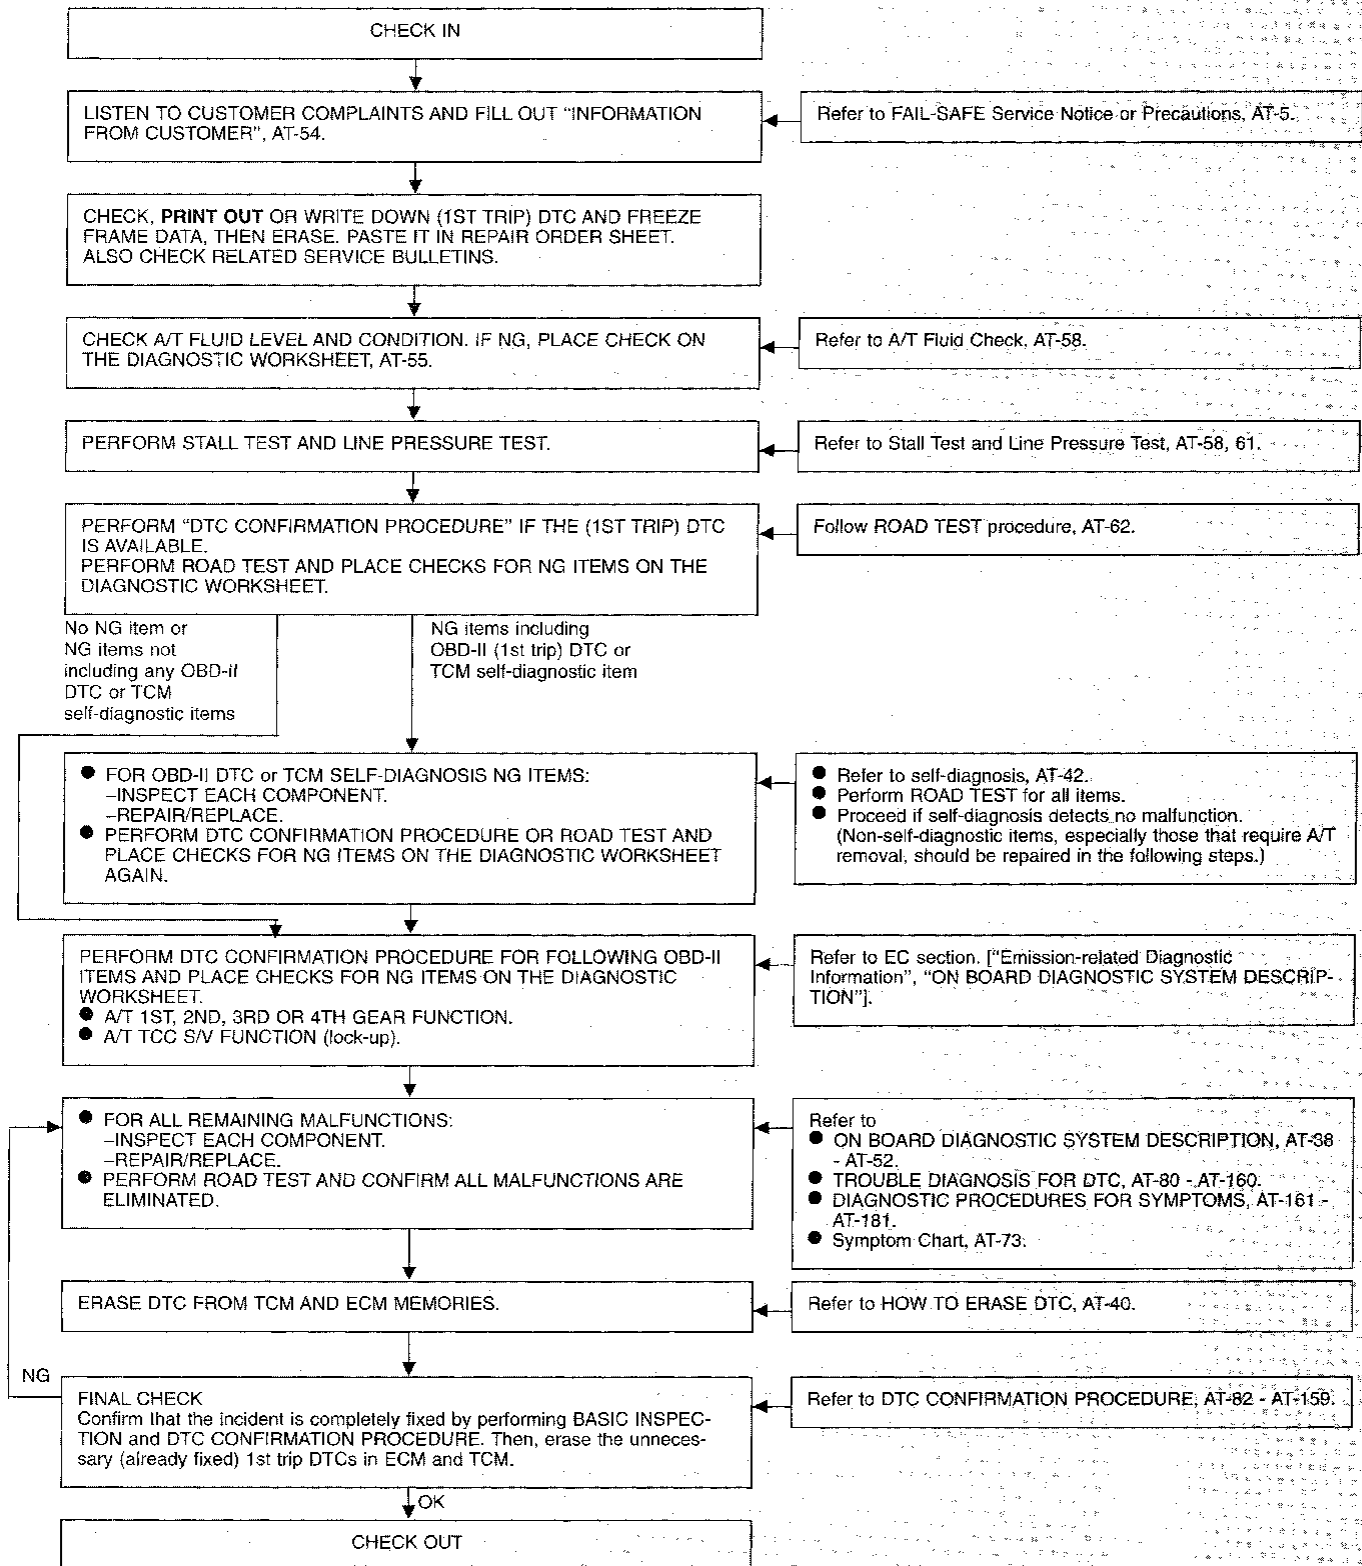 CHECK IN
LISTEN TO CUSTOMER COMPLAINTS AND FILL OUT “INFORMATION
FROM CUSTOMER”, AT-54.
Refer to FAIL-SAFE Service Notice or Precautions, AT-5.
CHECK, PRINT OUT OR WRITE DOWN (1ST TRIP) DTC AND FREEZE
FRAME DATA, THEN ERASE. PASTE IT IN REPAIR ORDER SHEET.
ALSO CHECK RELATED SERVICE BULLETINS.
CHECK A/T FLUID LEVEL AND CONDITION. IF NG, PLACE CHECK ON
THE DIAGNOSTIC WORKSHEET, AT-55.
Refer to A/T Fluid Check, AT-58.
PERFORM STALL TEST AND LINE PRESSURE TEST.
Refer to Stall Test and Line Pressure Test, AT-58, 61.
PERFORM “DTC CONFIRMATION PROCEDURE” IF THE (1ST TRIP) DTC
IS AVAILABLE.
PERFORM ROAD TEST AND PLACE CHECKS FOR NG ITEMS ON THE
DIAGNOSTIC WORKSHEET.
Follow ROAD TEST procedure, AT-62.
No NG item or
NG items not
including any OBD-II
DTC or TCM
self-diagnostic items
NG items including
OBD-II (1st trip) DTC or
TCM self-diagnostic item
● FOR OBD-II DTC or TCM SELF-DIAGNOSIS NG ITEMS:
–INSPECT EACH COMPONENT.
–REPAIR/REPLACE.
● PERFORM DTC CONFIRMATION PROCEDURE OR ROAD TEST AND
PLACE CHECKS FOR NG ITEMS ON THE DIAGNOSTIC WORKSHEET
AGAIN.
● Refer to self-diagnosis, AT-42.
● Perform ROAD TEST for all items.
● Proceed if self-diagnosis detects no malfunction.
(Non-self-diagnostic items, especially those that require A/T
removal, should be repaired in the following steps.)
PERFORM DTC CONFIRMATION PROCEDURE FOR FOLLOWING OBD-II
ITEMS AND PLACE CHECKS FOR NG ITEMS ON THE DIAGNOSTIC
WORKSHEET.
● A/T 1ST, 2ND, 3RD OR 4TH GEAR FUNCTION.
● A/T TCC S/V FUNCTION (lock-up).
Refer to EC section. [“Emission-related Diagnostic
Information”, “ON BOARD DIAGNOSTIC SYSTEM DESCRIP-
TION”].
● FOR ALL REMAINING MALFUNCTIONS:
–INSPECT EACH COMPONENT.
–REPAIR/REPLACE.
● PERFORM ROAD TEST AND CONFIRM ALL MALFUNCTIONS ARE
ELIMINATED.
Refer to
● ON BOARD DIAGNOSTIC SYSTEM DESCRIPTION, AT-38
- AT-52.
● TROUBLE DIAGNOSIS FOR DTC, AT-80 - AT-160.
● DIAGNOSTIC PROCEDURES FOR SYMPTOMS, AT-161 -
AT-181.
● Symptom Chart, AT-73.
ERASE DTC FROM TCM AND ECM MEMORIES.
Refer to HOW TO ERASE DTC, AT-40.
NG
FINAL CHECK
Confirm that the incident is completely fixed by performing BASIC INSPEC-
TION and DTC CONFIRMATION PROCEDURE. Then, erase the unneces-
sary (already fixed) 1st trip DTCs in ECM and TCM.
Refer to DTC CONFIRMATION PROCEDURE, AT-82 - AT-159.
OK
CHECK OUT